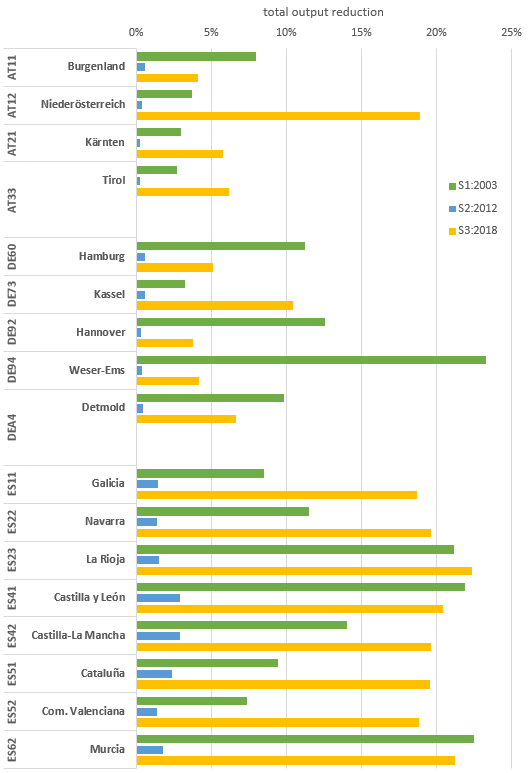 total output reduction
0% 5% 10% 15% 20% 25%
AT11 Burgenland
AT12 Niederösterreich
AT21 Kärnten
AT33 Tirol
S1:2003
S2:2012
S3:2018
DE60 Hamburg
DE73 Kassel
DE92 Hannover
DE94 Weser-Ems
DEA4 Detmold
ES11 Galicia
ES22 Navarra
ES23 La Rioja
ES41 Castilla y León
ES42 Castilla-La Mancha
ES51 Cataluña
ES52 Com. Valenciana
ES62 Murcia